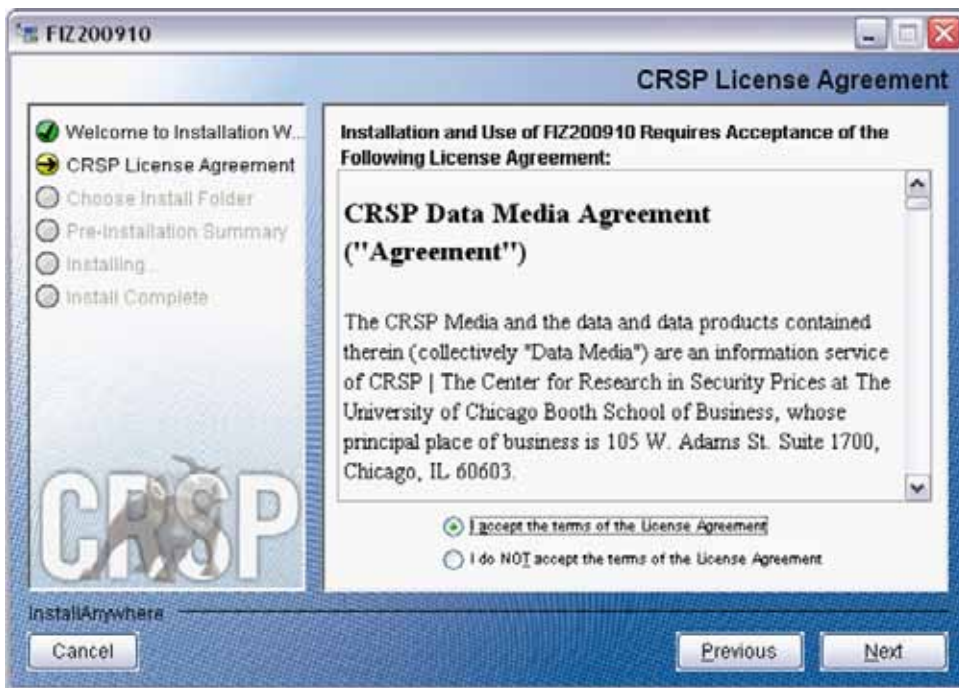 FIZ200910
CRSP License Agreement
Welcome to Installation W...
CRSP License Agreement
Choose Install Folder
Pre-Installation Summary
Installing...
Install Complete
CRSP
Installation and Use of FIZ200910 Requires Acceptance of the
Following License Agreement:
CRSP Data Media Agreement
("Agreement")
The CRSP Media and the data and data products contained
therein (collectively "Data Media") are an information service
of CRSP | The Center for Research in Security Prices at The
University of Chicago Booth School of Business, whose
principal place of business is 105 W. Adams St. Suite 1700,
Chicago, IL 60603.
I accept the terms of the License Agreement
I do NOT accept the terms of the License Agreement
InstallAnywhere
Cancel
Previous
Next